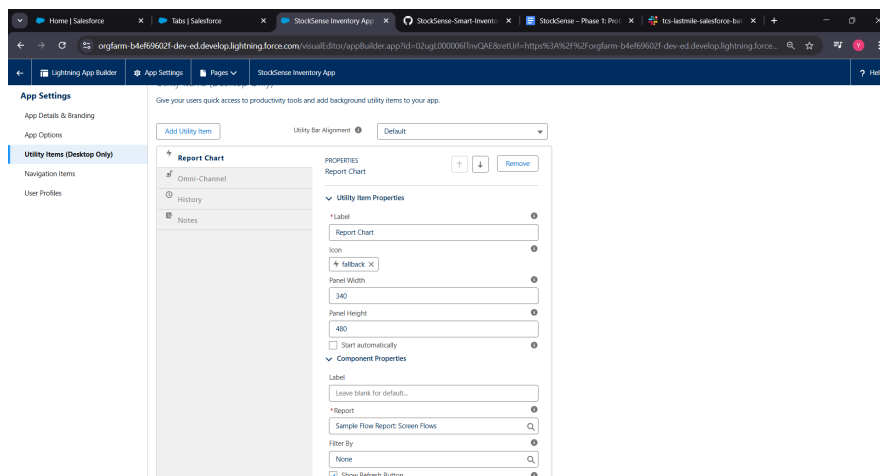 Home | Salesforce
Tabs | Salesforce
StockSense Inventory App
StockSense-Smart-Invento
StockSense – Phase 1: Pro
tcs-lastmile-salesforce-bat
orgfarm-b4ef69602f-dev-ed.develop.lightning.force.com/visualEditor/appBuilder.app?id=02ugL000006lTnvQAE&retUrl=https%3A%2F%2Forgfarm-b4ef69602f-dev-ed.develop.lightning.force...
Lightning App Builder
App Settings
Pages
StockSense Inventory App
? Hel
App Settings
App Details & Branding
App Options
Utility Items (Desktop Only)
Navigation Items
User Profiles
Give your users quick access to productivity tools and add background utility items to your app.
Add Utility Item
Utility Bar Alignment
Default
Report Chart
Omni-Channel
History
Notes
PROPERTIES
Report Chart
Remove
Utility Item Properties
*Label
Report Chart
Icon
fallback
Panel Width
340
Panel Height
480
Start automatically
Component Properties
Label
Leave blank for default...
*Report
Sample Flow Report: Screen Flows
Filter By
None
Show Refresh Button